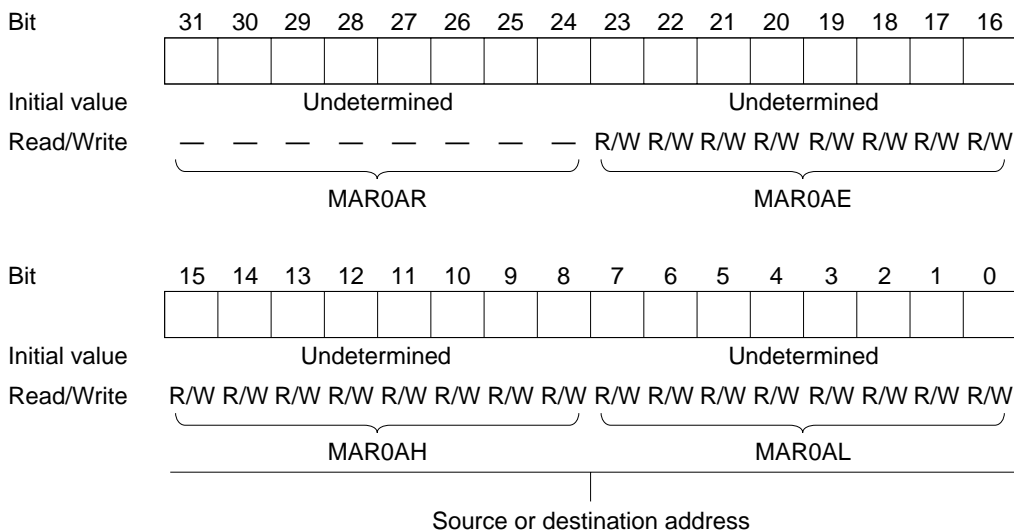 Bit 31 30 29 28 27 26 25 24 23 22 21 20 19 18 17 16
Initial value Undetermined Undetermined
Read/Write — — — — — — — — R/W R/W R/W R/W R/W R/W R/W R/W
MAR0AR MAR0AE
Bit 15 14 13 12 11 10 9 8 7 6 5 4 3 2 1 0
Initial value Undetermined Undetermined
Read/Write R/W R/W R/W R/W R/W R/W R/W R/W R/W R/W R/W R/W R/W R/W R/W R/W
MAR0AH MAR0AL
Source or destination address